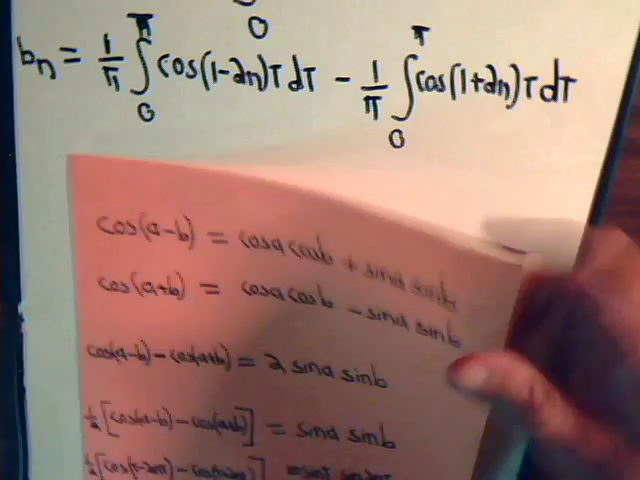 0
bn = 1/π ∫₀^π cos(1-2n)τ dτ - 1/π ∫₀^π cos(1+2n)τ dτ
cos(a-b) = cosa cosb + sina sinb
cos(a+b) = cosa cosb - sina sinb
cos(a-b) - cos(a+b) = 2 sina sinb
1/2 [cos(a-b) - cos(a+b)] = sina sinb